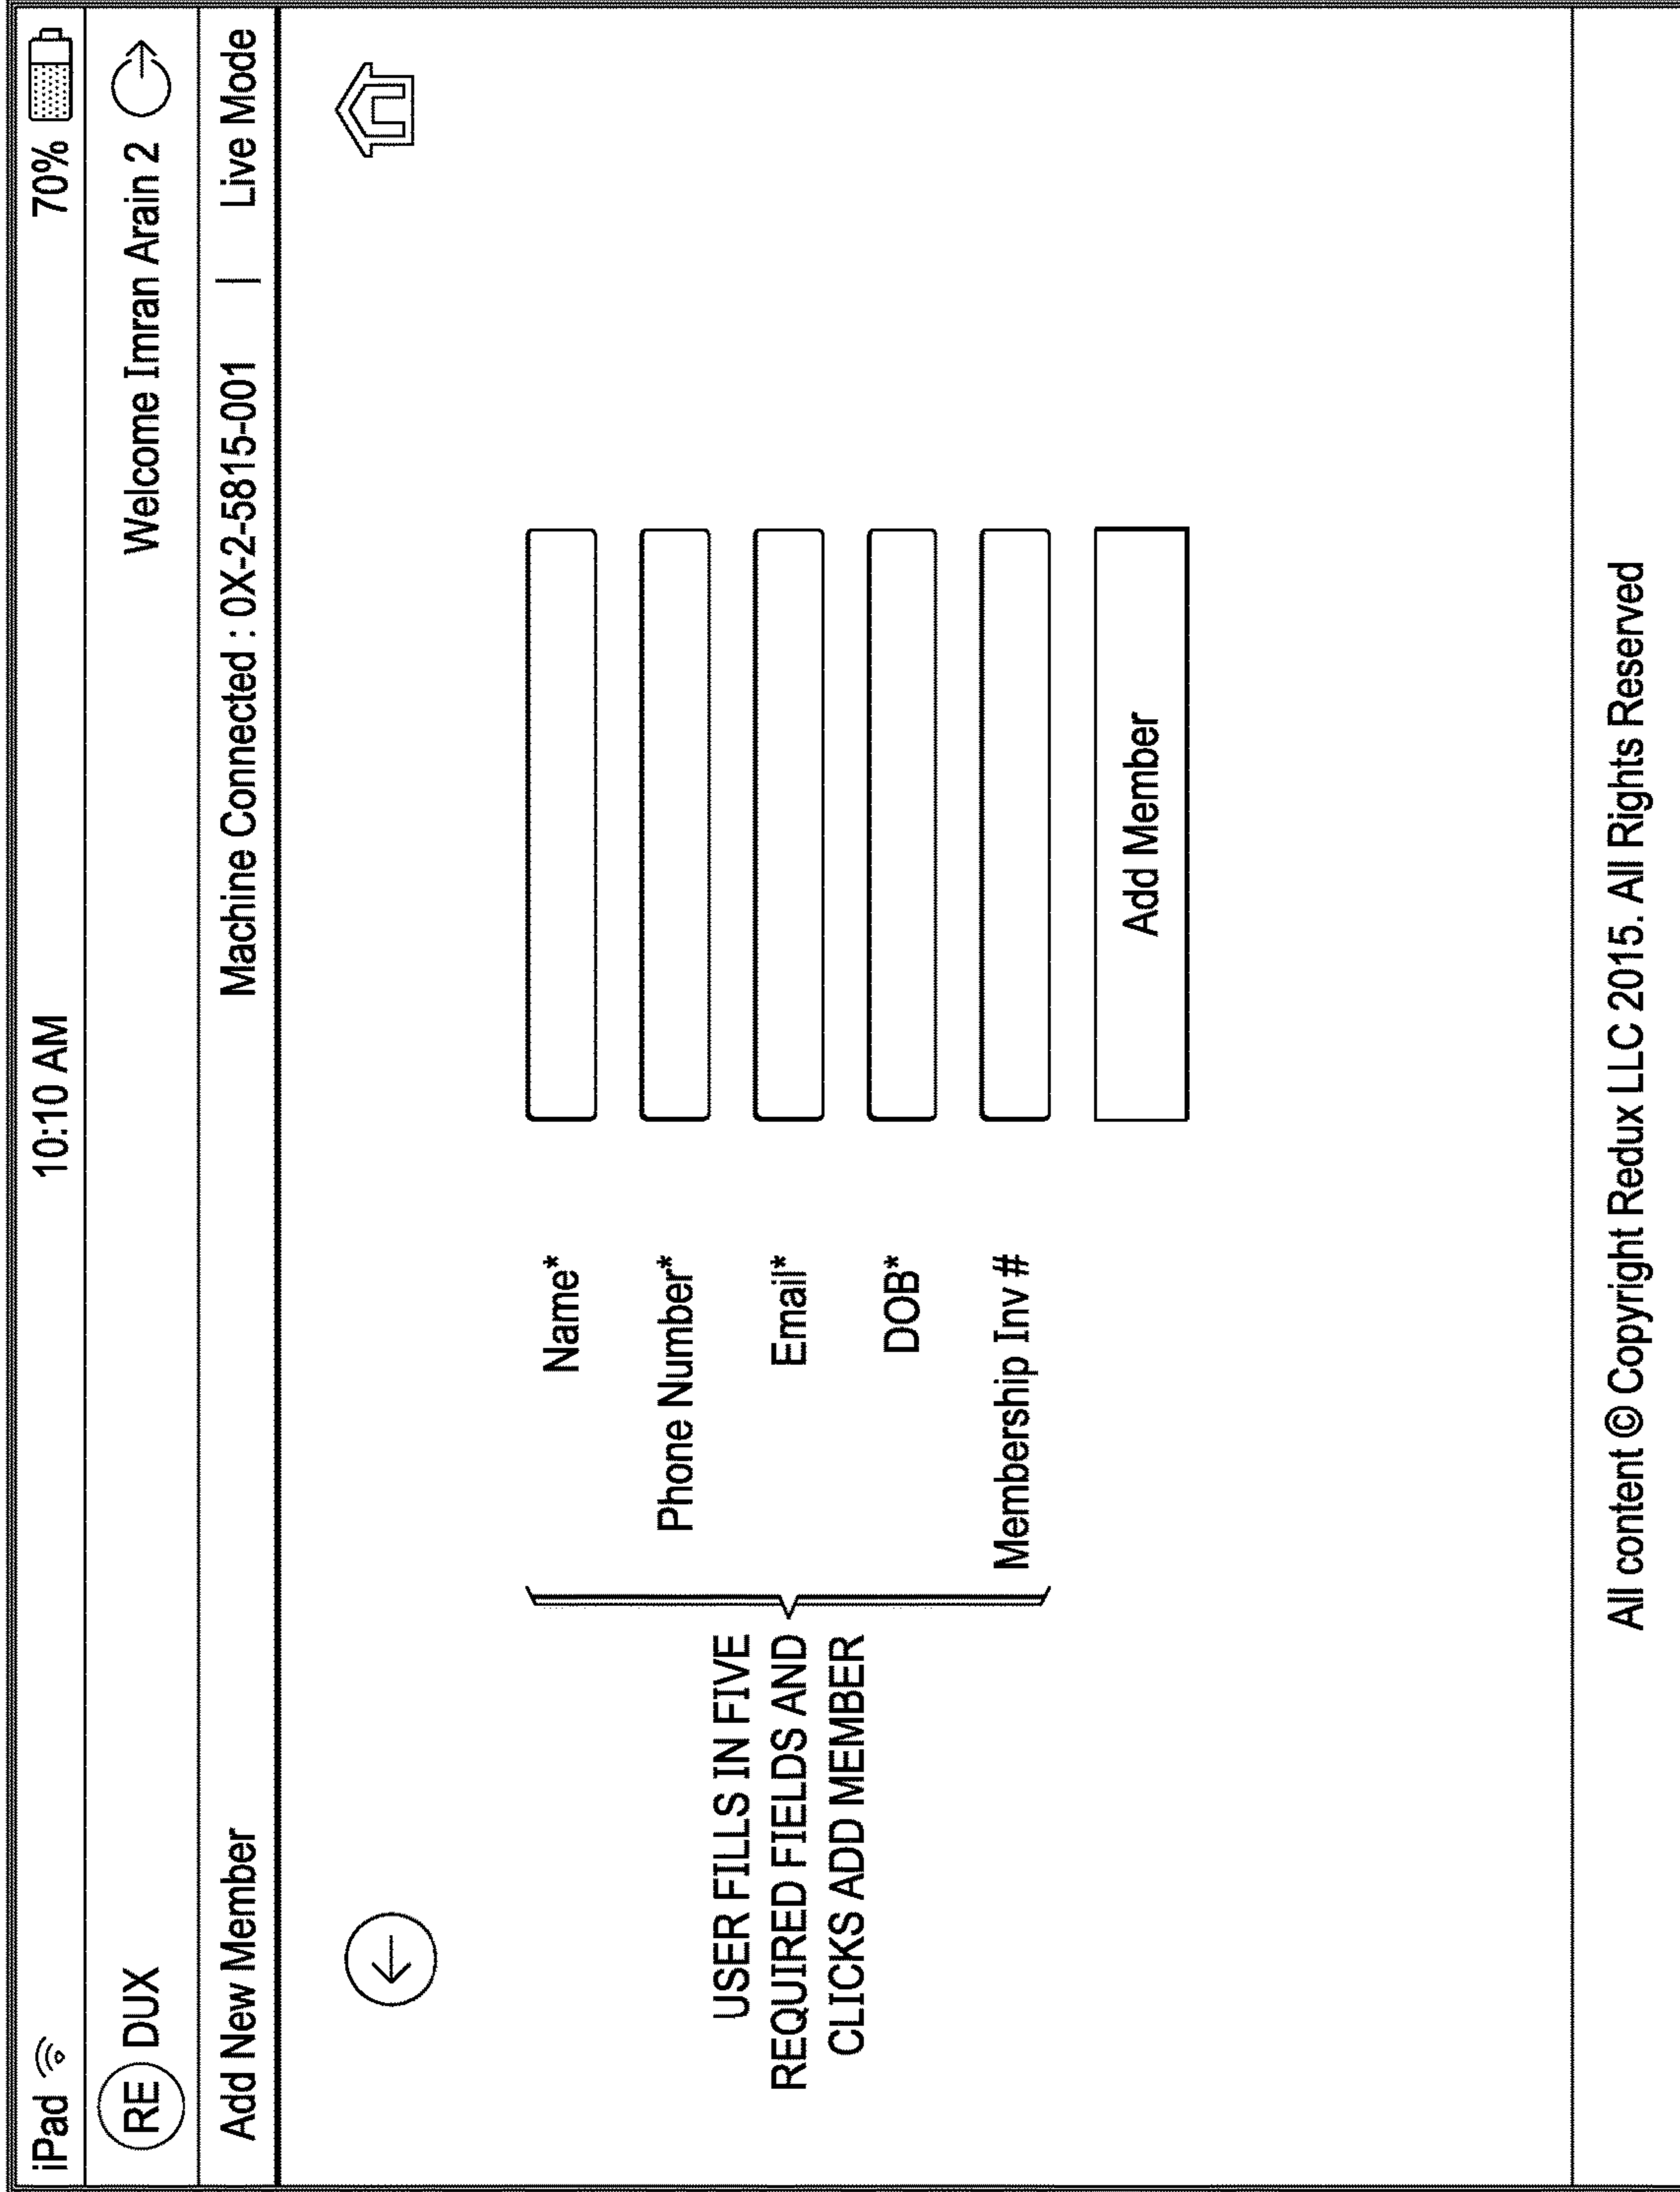 iPad 10:10 AM 70%
REDUX Welcome Imran Arain 2
Add New Member Machine Connected : 0X-2-5815-001 | Live Mode
Name*
Phone Number*
Email*
DOB*
Membership Inv #
USER FILLS IN FIVE
REQUIRED FIELDS AND
CLICKS ADD MEMBER
Add Member
All content © Copyright Redux LLC 2015. All Rights Reserved